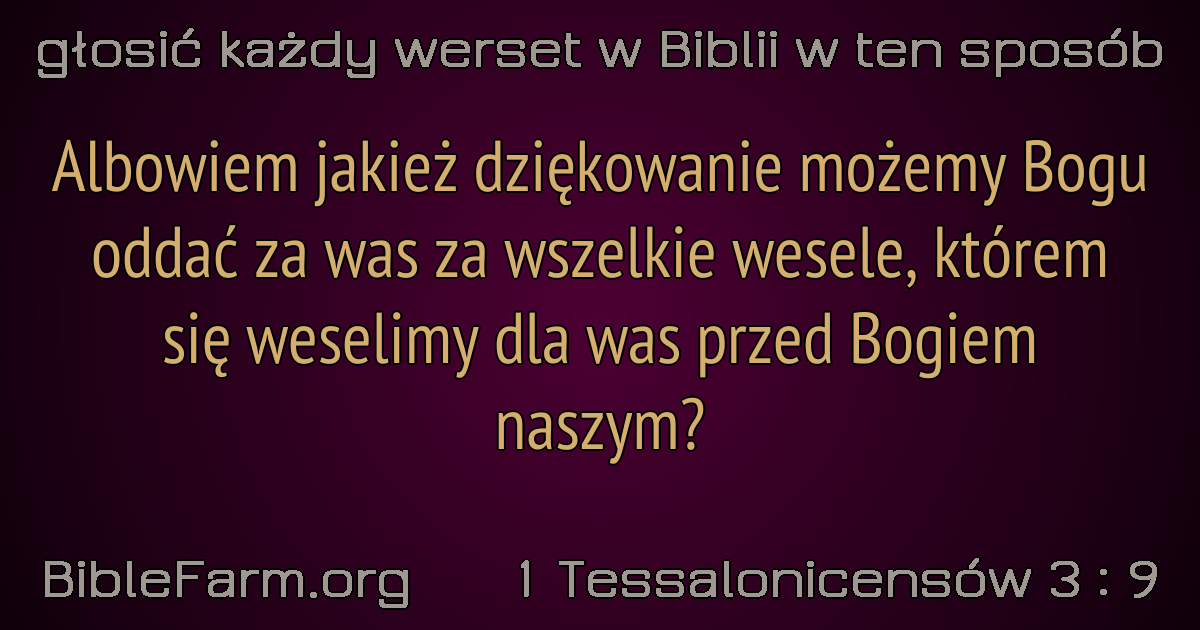 głosić każdy werset w Biblii w ten sposób
Albowiem jakież dziękowanie możemy Bogu
oddać za was za wszelkie wesele, którem
się weselimy dla was przed Bogiem
naszym?
BibleFarm.org 1 Tessalonicensów 3 : 9